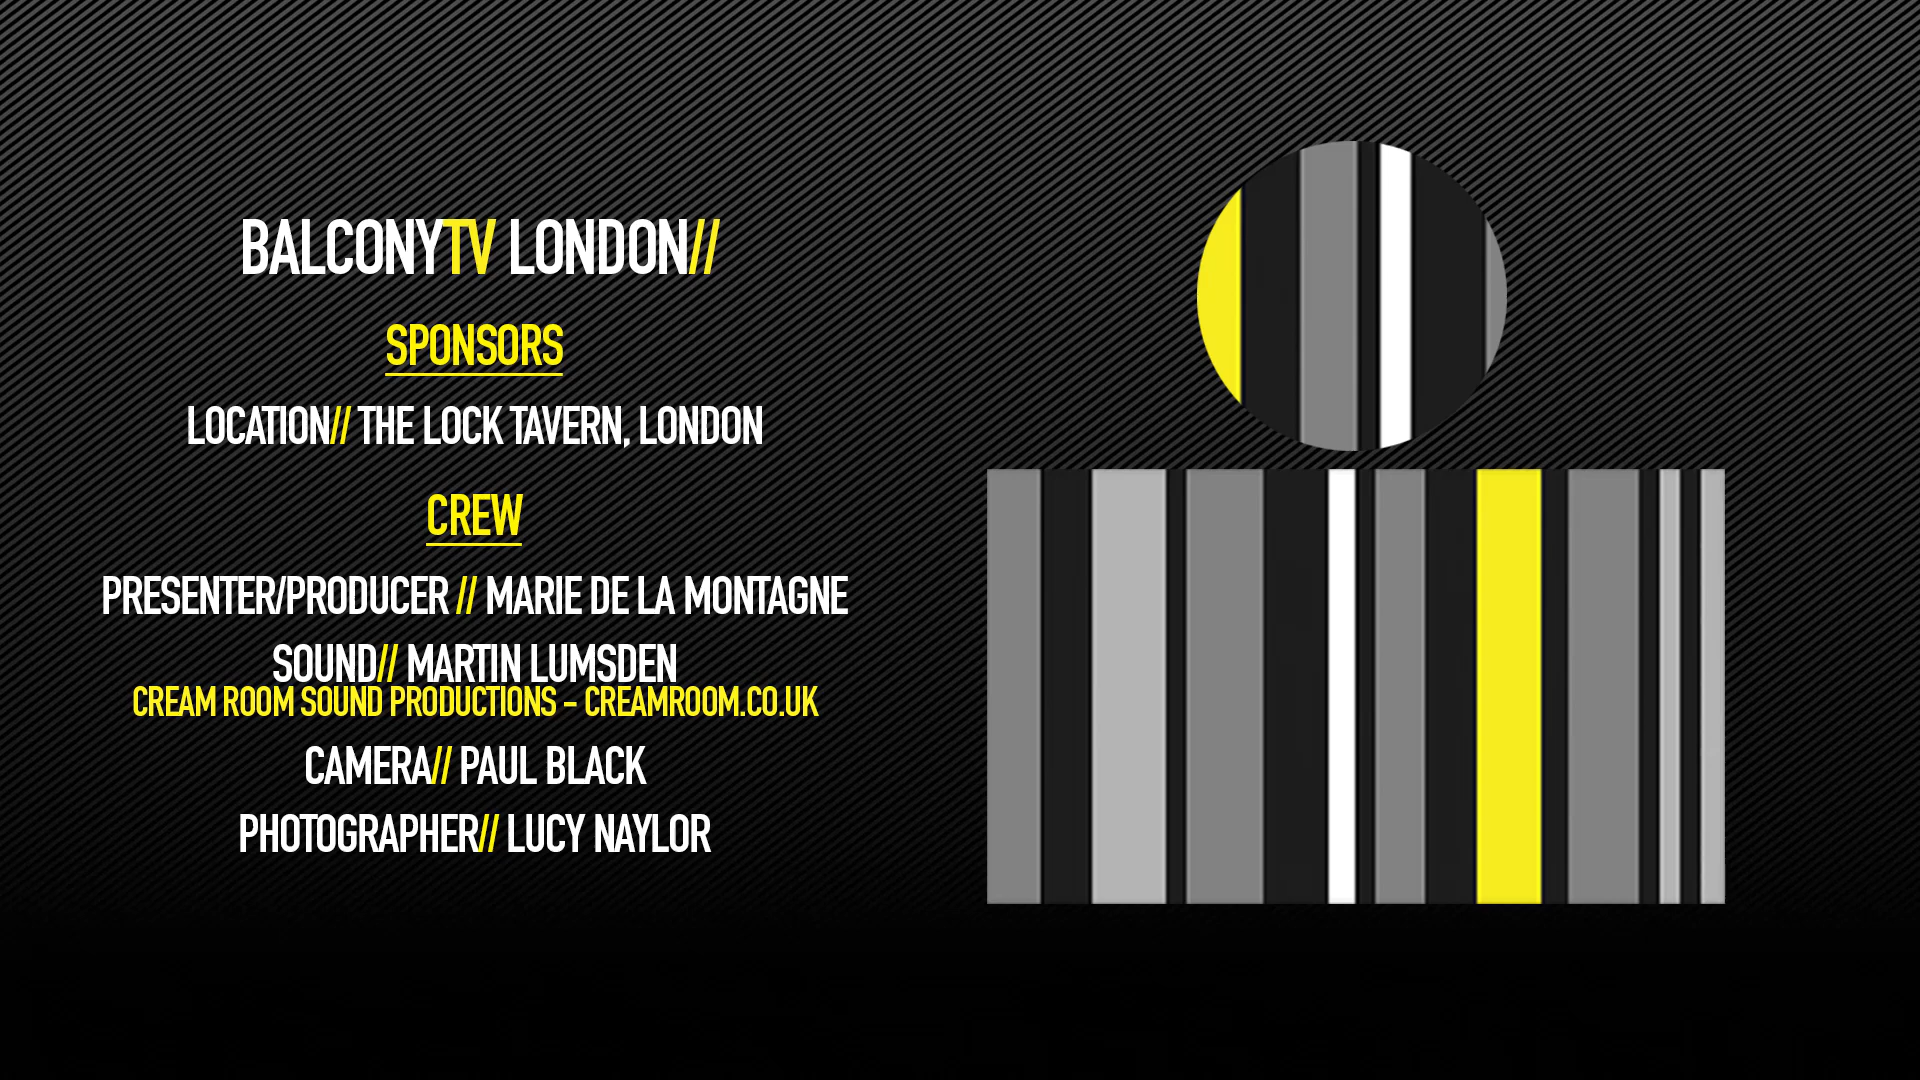 BALCONYTV LONDON//
SPONSORS
LOCATION// THE LOCK TAVERN, LONDON
CREW
PRESENTER/PRODUCER // MARIE DE LA MONTAGNE
SOUND// MARTIN LUMSDEN
CREAM ROOM SOUND PRODUCTIONS - CREAMROOM.CO.UK
CAMERA// PAUL BLACK
PHOTOGRAPHER// LUCY NAYLOR